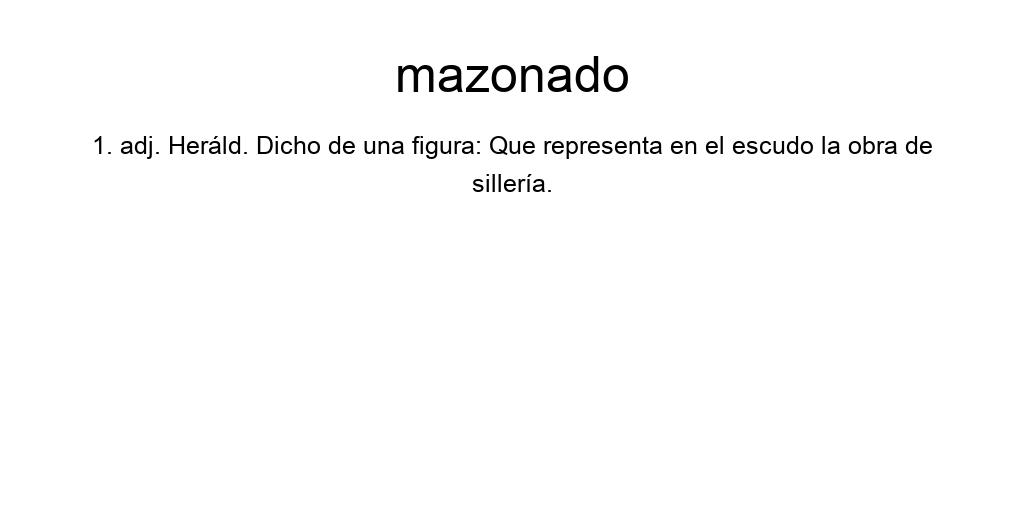 mazonado
1. adj. Heráld. Dicho de una figura: Que representa en el escudo la obra de
sillería.